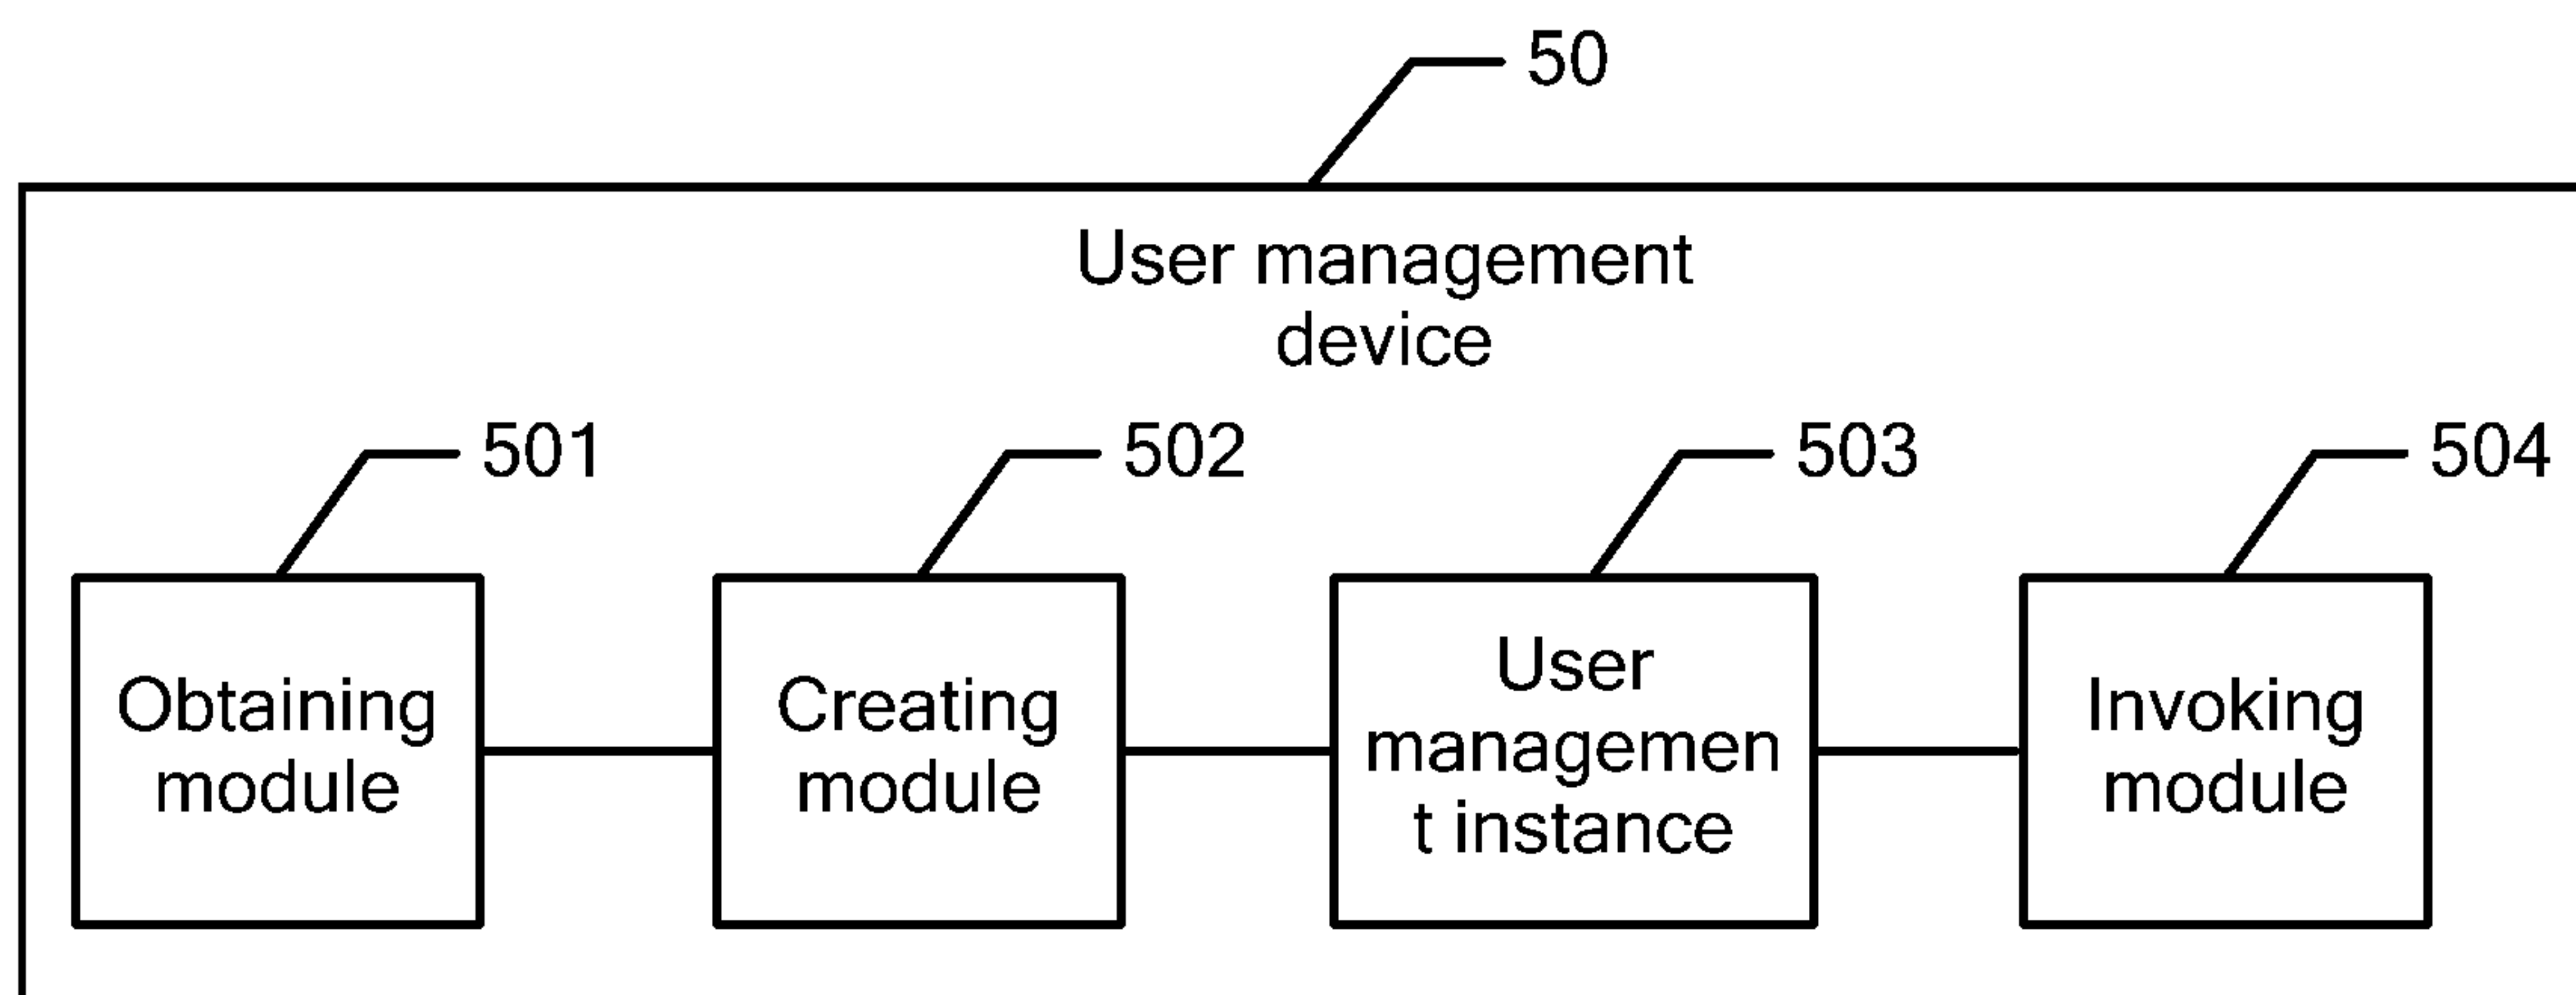 50
User management
device
501
502
503
504
Obtaining
module
Creating
module
User
managemen
t instance
Invoking
module